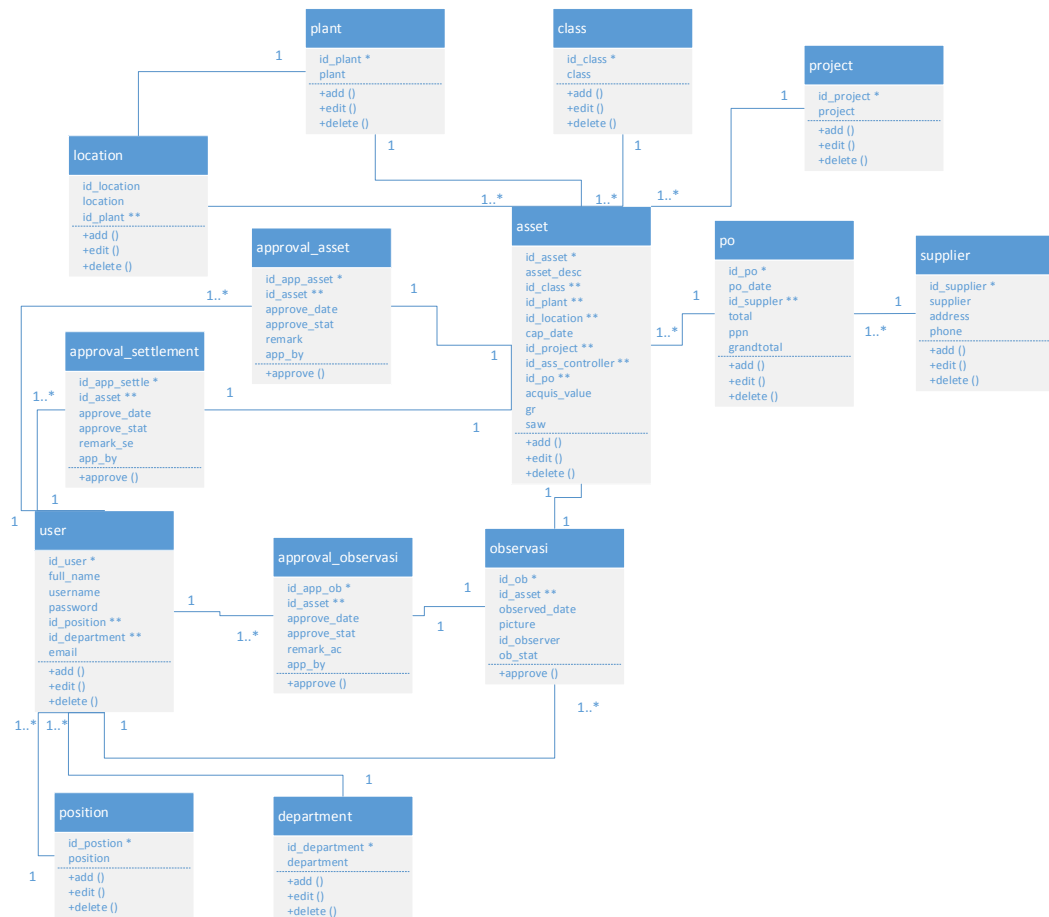 plant
id_plant *
plant
+add ()
+edit ()
+delete ()
class
id_class *
class
+add ()
+edit ()
+delete ()
project
id_project *
project
+add ()
+edit ()
+delete ()
1
1
1
1
location
id_location
location
id_plant **
+add ()
+edit ()
+delete ()
1..*
1..*
1..*
asset
id_asset *
asset_desc
id_class **
id_plant **
id_location **
cap_date
id_project **
id_ass_controller **
id_po **
acquis_value
gr
saw
+add ()
+edit ()
+delete ()
po
id_po *
po_date
id_suppler **
total
ppn
grandtotal
+add ()
+edit ()
+delete ()
supplier
id_supplier *
supplier
address
phone
+add ()
+edit ()
+delete ()
1
1..*
1
1..*
approval_asset
id_app_asset *
id_asset **
approve_date
approve_stat
remark
app_by
+approve ()
1..*
1
1
approval_settlement
id_app_settle *
id_asset **
approve_date
approve_stat
remark_se
app_by
+approve ()
1..*
1
1
1
1
1
1
user
id_user *
full_name
username
password
id_position **
id_department **
email
+add ()
+edit ()
+delete ()
approval_observasi
id_app_ob *
id_asset **
approve_date
approve_stat
remark_ac
app_by
+approve ()
observasi
id_ob *
id_asset **
observed_date
picture
id_observer
ob_stat
+approve ()
1
1..*
1
1
1..*
1..*
1..*
1
1
1
position
id_postion *
position
+add ()
+edit ()
+delete ()
department
id_department *
department
+add ()
+edit ()
+delete ()